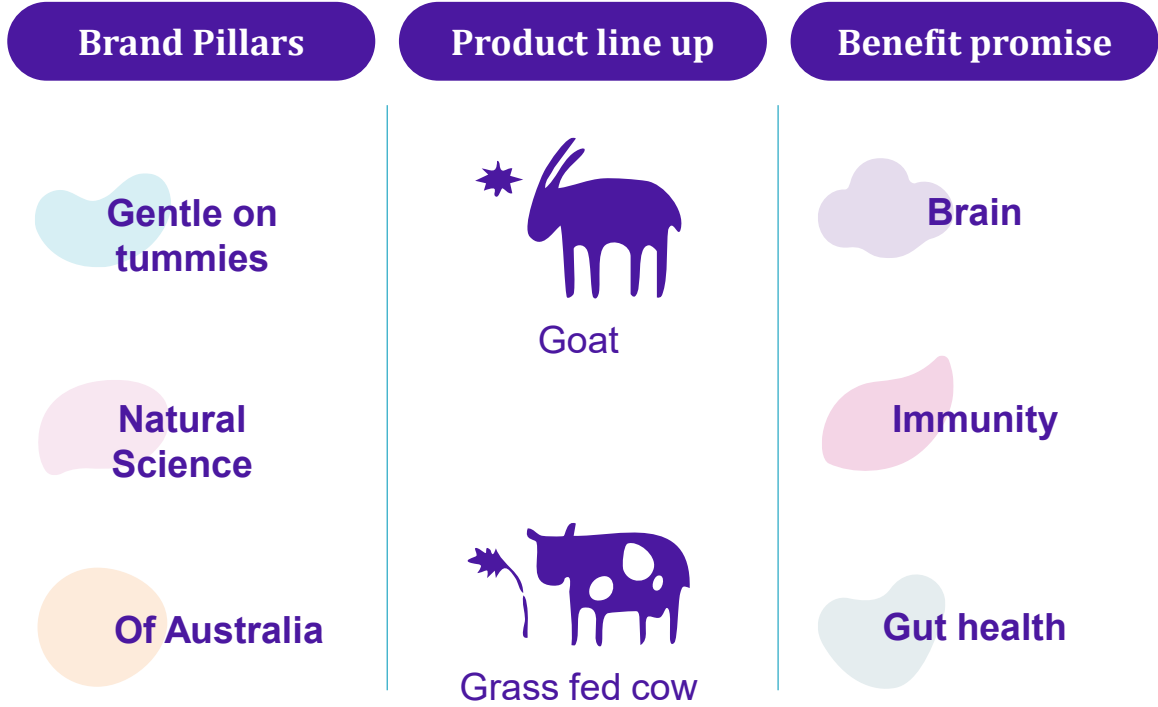 Brand Pillars
Product line up
Benefit promise
Gentle on
tummies
Natural
Science
Of Australia
Goat
Grass fed cow
Brain
Immunity
Gut health